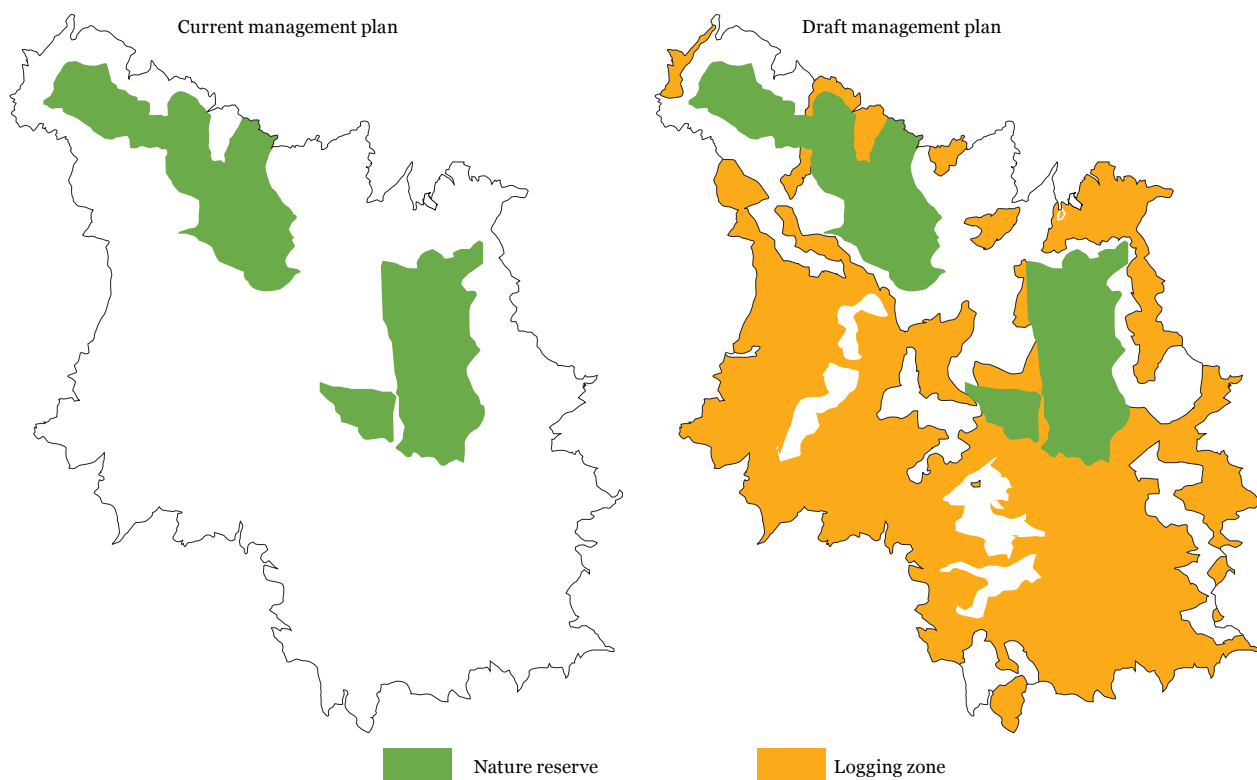 Current management plan
Draft management plan
Nature reserve
Logging zone